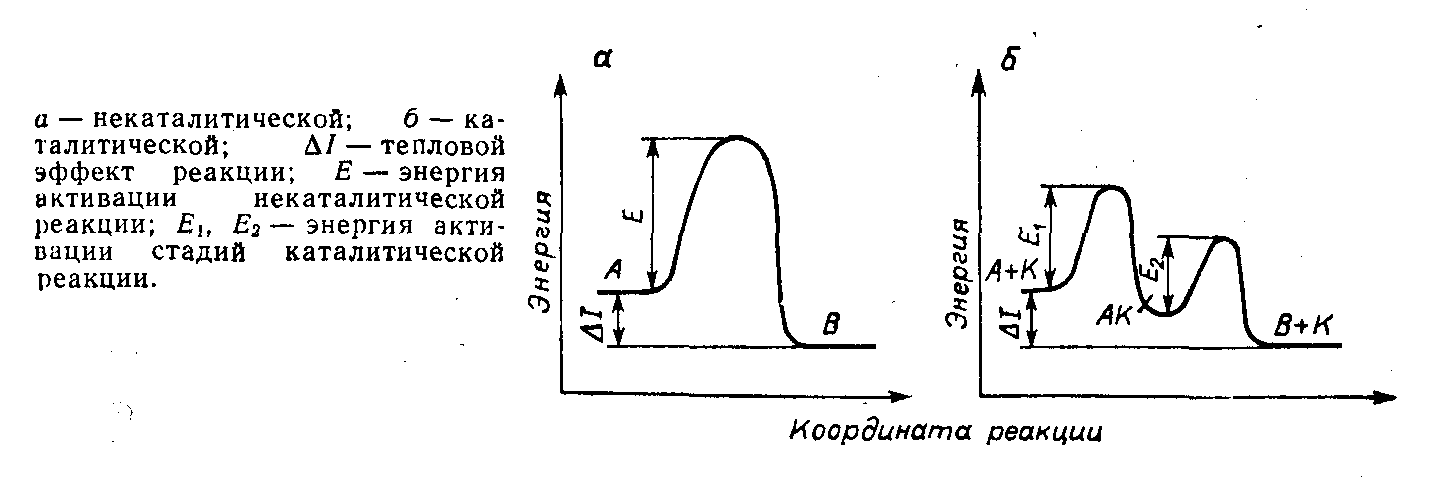 а — некаталитической; б — ка-
талитической; ΔI — тепловой
эффект реакции; E — энергия
активации некаталитической
реакции; E₁, E₂ — энергия акти-
вации стадий каталитической
реакции.
а
Энергия
E
A
ΔI
B
б
Энергия
E₁
A+K
ΔI
AK
E₂
B+K
Координата реакции